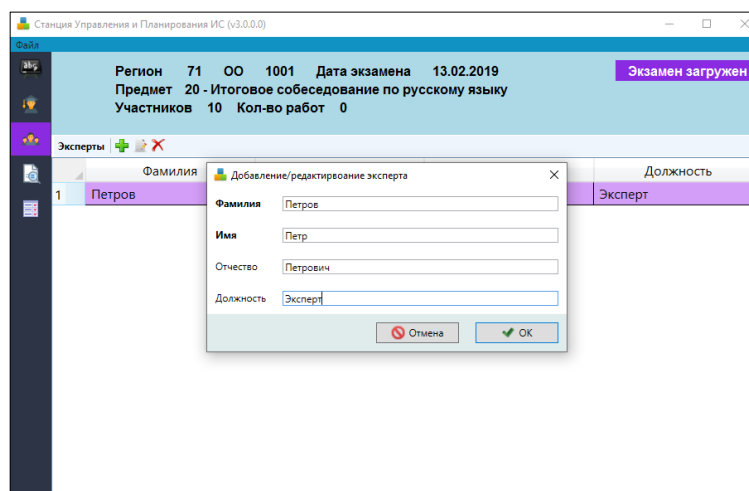 Станция Управления и Планирования ИС (v3.0.0.0)
Файл
abc
Регион 71 ОО 1001 Дата экзамена 13.02.2019
Экзамен загружен
Предмет 20 - Итоговое собеседование по русскому языку
Участников 10 Кол-во работ 0
Эксперты
Фамилия Должность
1 Петров Эксперт
Добавление/редактирвоание эксперта
Фамилия Петров
Имя Петр
Отчество Петрович
Должность Эксперт
Отмена ОК